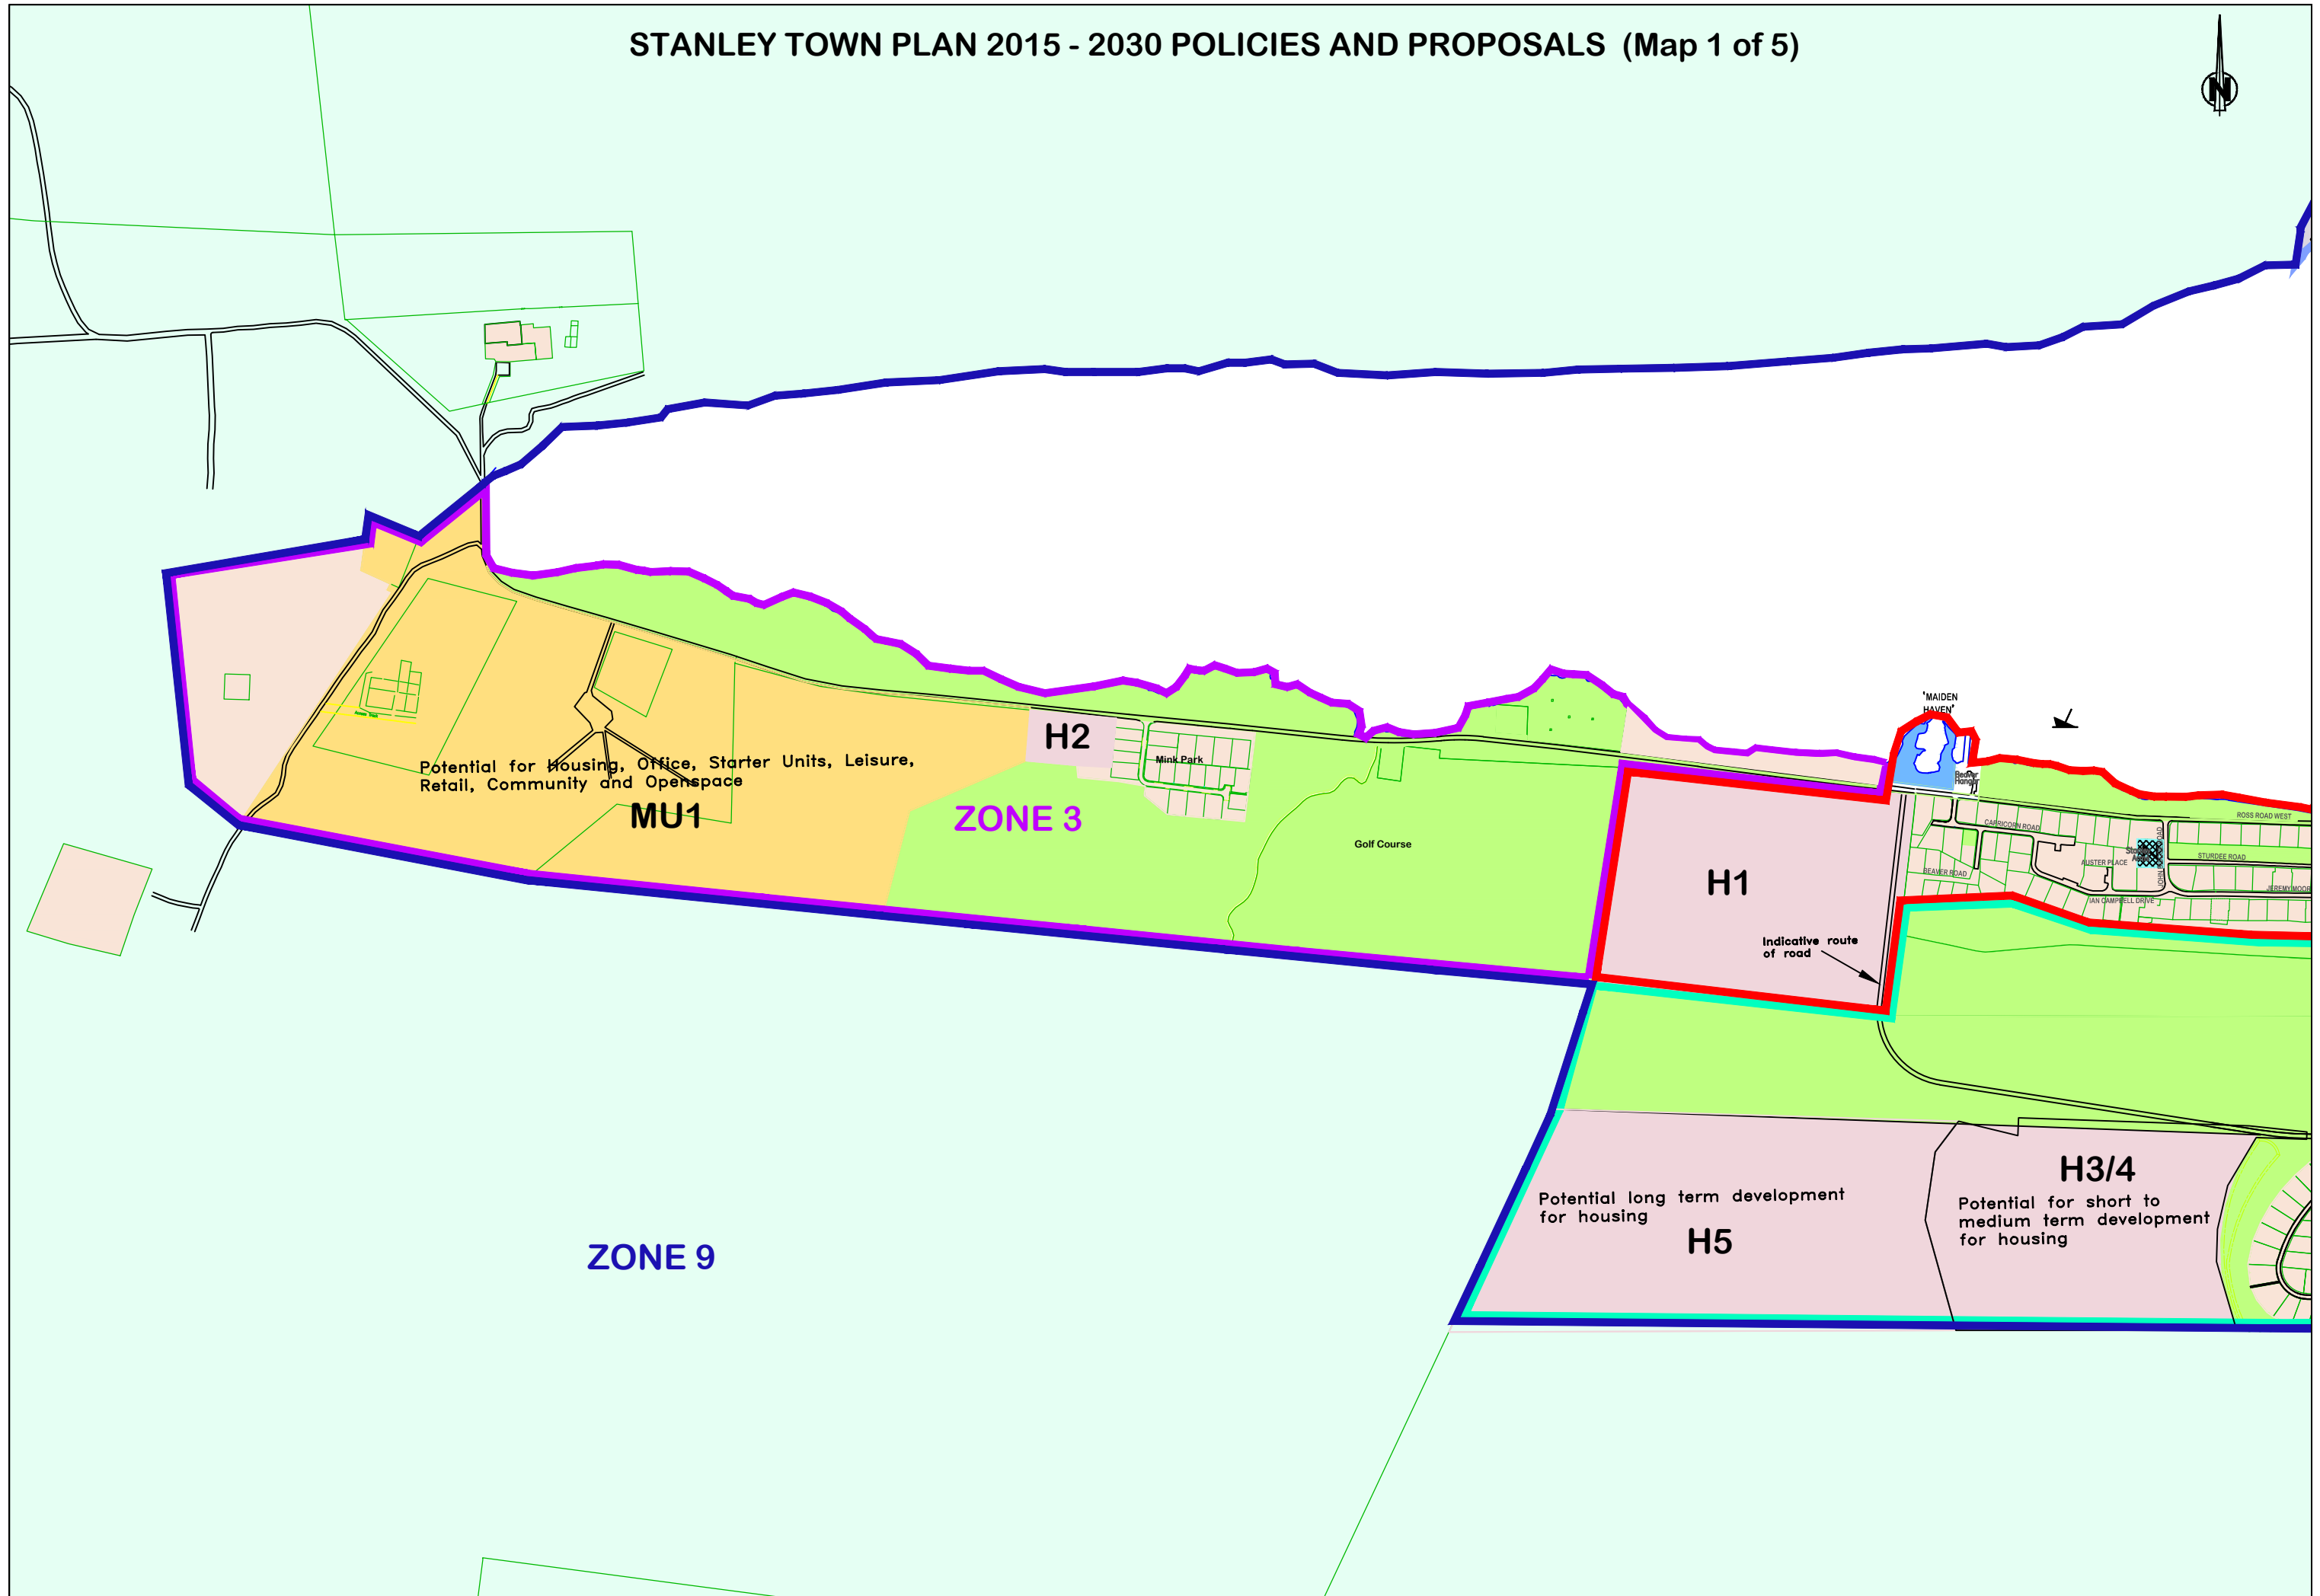 STANLEY TOWN PLAN 2015 - 2030 POLICIES AND PROPOSALS (Map 1 of 5)
N
'MAIDEN
HAVEN'
Beaver
Hangar
H2
Mink Park
Potential for Housing, Office, Starter Units, Leisure,
Retail, Community and Openspace
MU1
ZONE 3
Golf Course
ROSS ROAD WEST
CAPRICORN ROAD
STURDEE ROAD
AUSTER PLACE
BEAVER ROAD
IAN CAMPBELL DRIVE
H1
Indicative route
of road
H3/4
Potential for short to
medium term development
for housing
Potential long term development
for housing
H5
ZONE 9